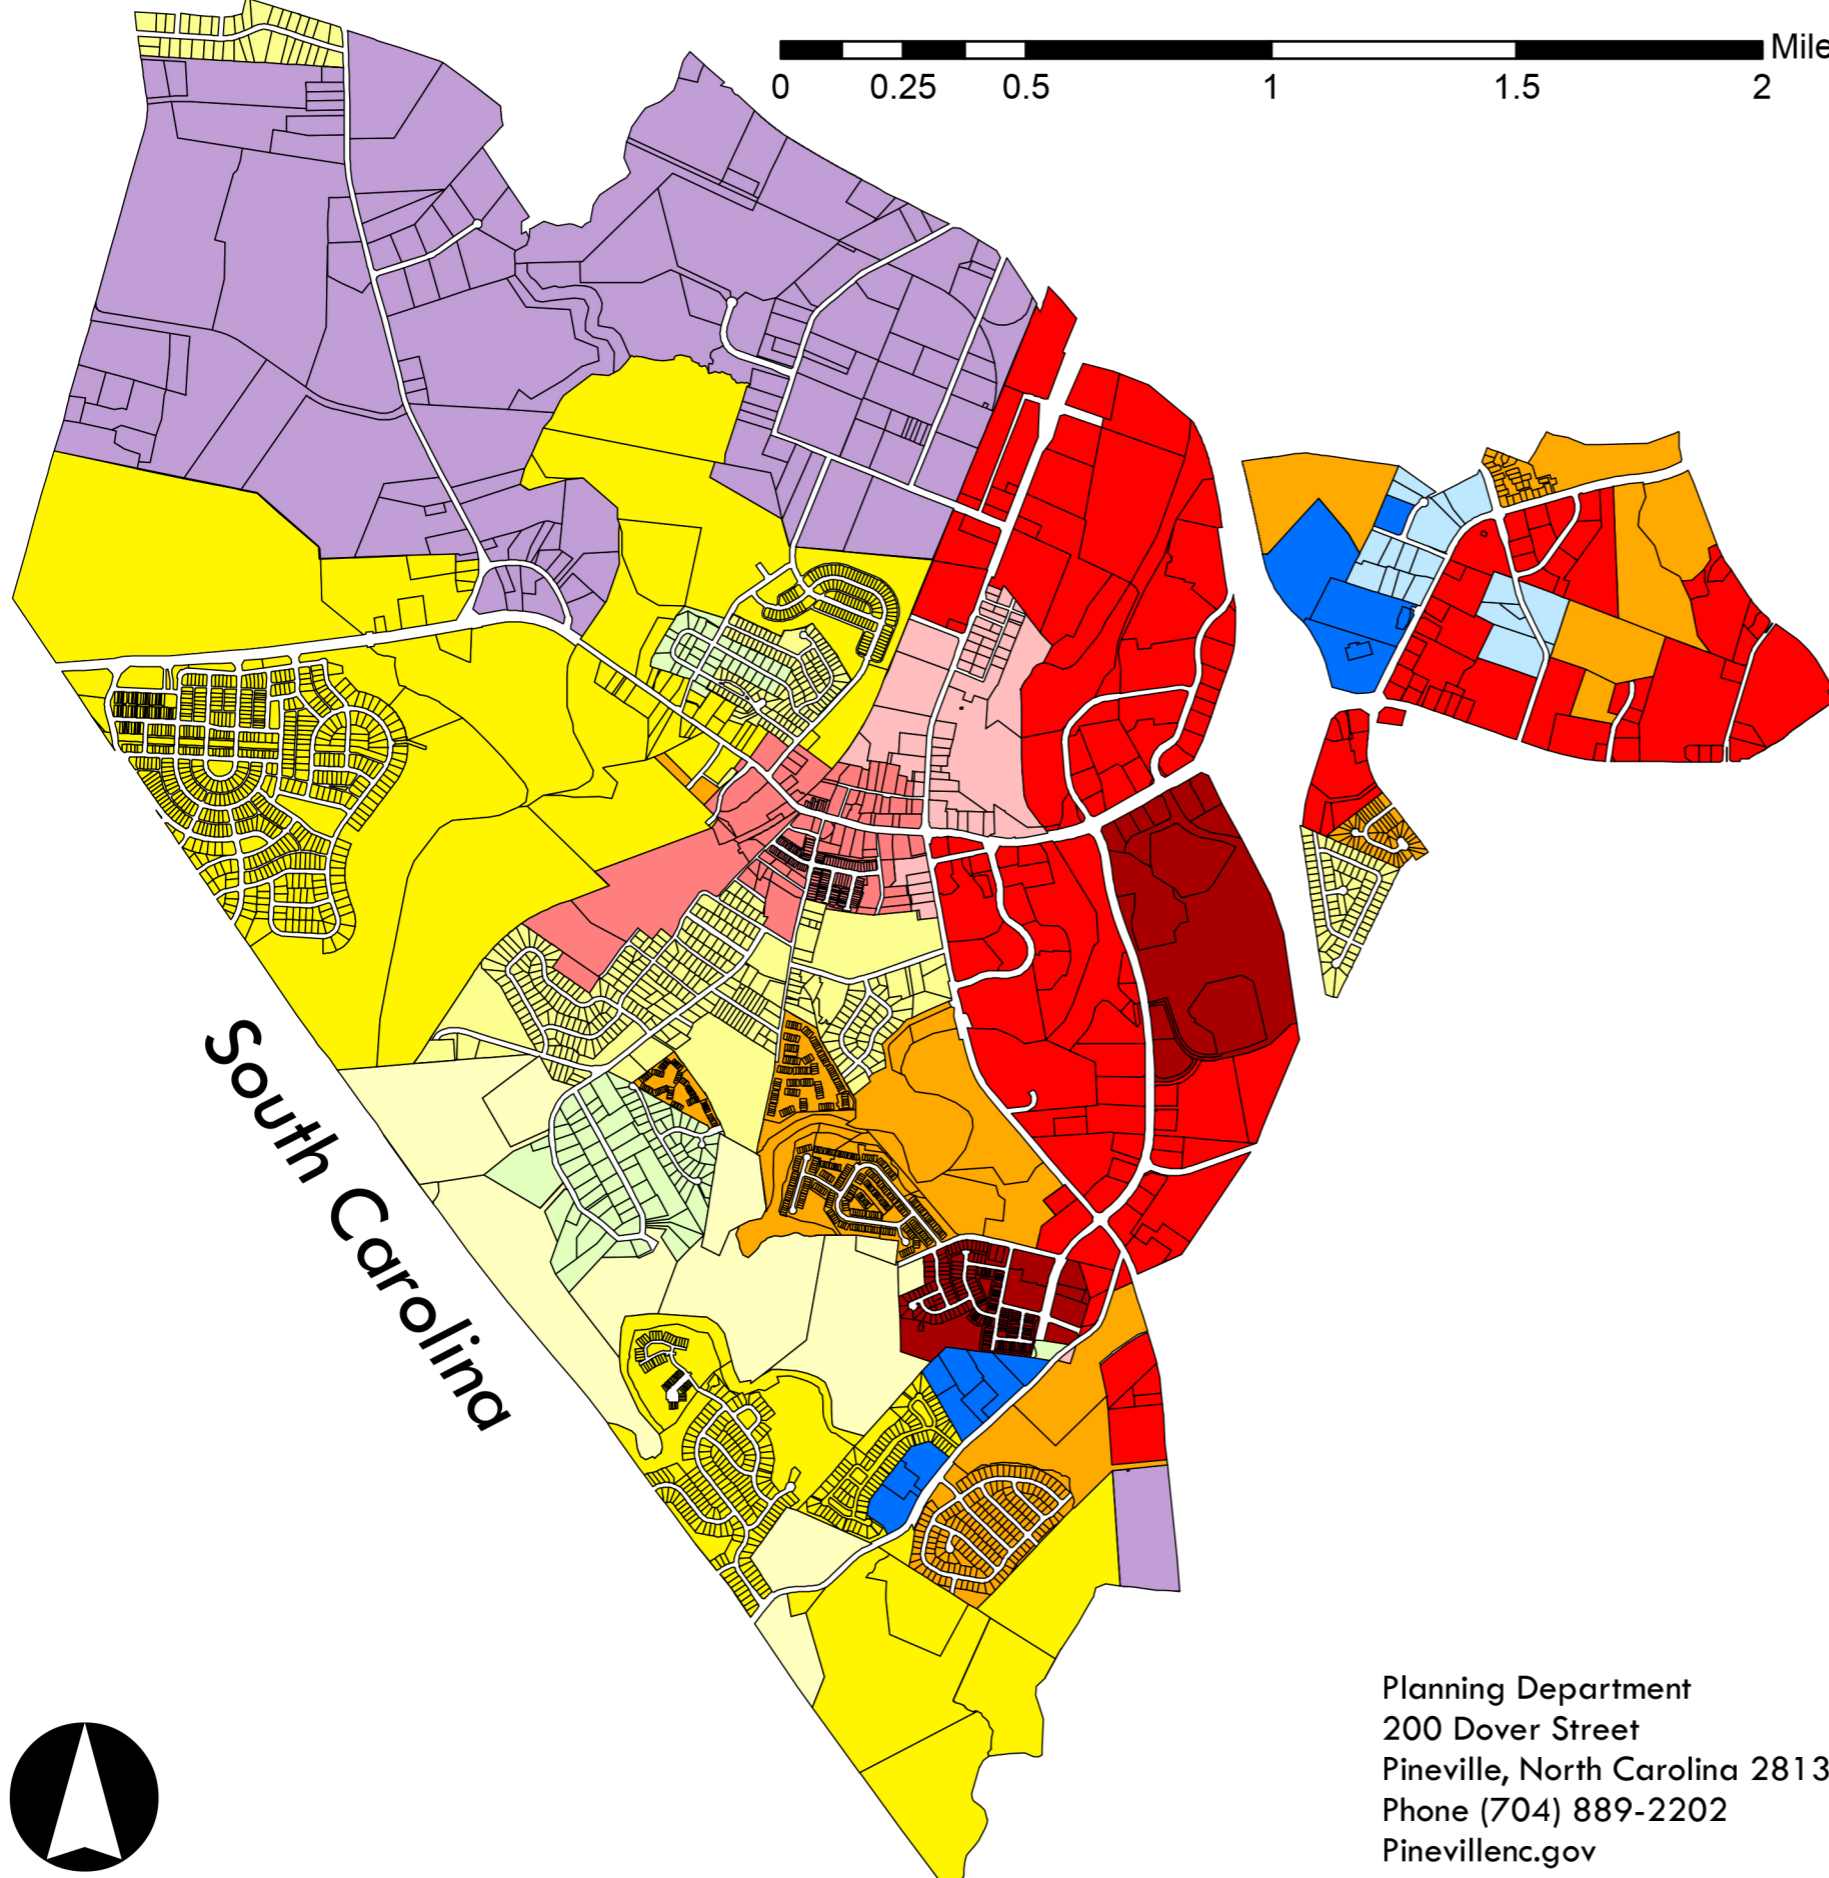 Mile
0 0.25 0.5 1 1.5 2
South Carolina
Planning Department
200 Dover Street
Pineville, North Carolina 2813
Phone (704) 889-2202
Pinevillenc.gov